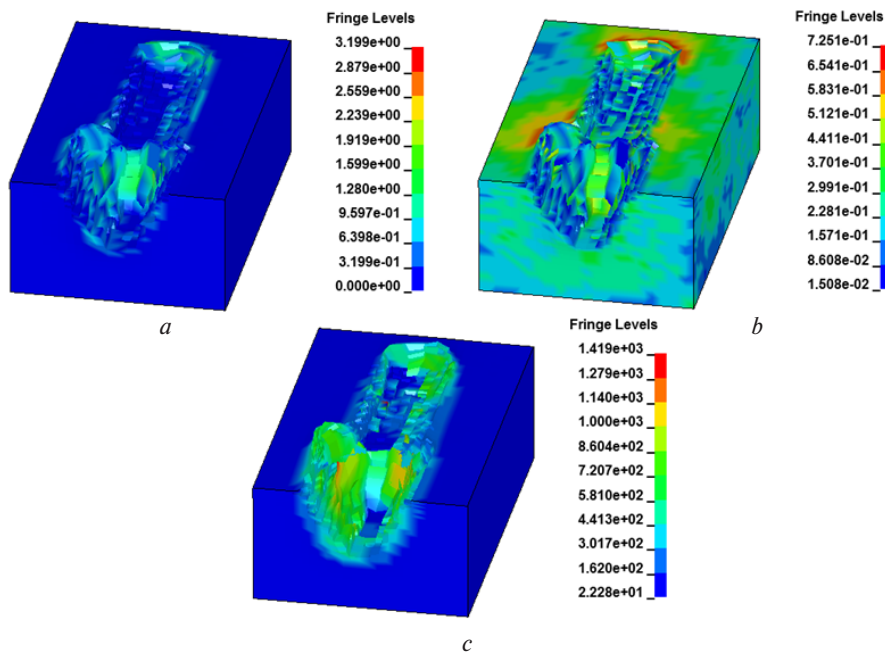 Fringe Levels
3.199e+00
2.879e+00
2.559e+00
2.239e+00
1.919e+00
1.599e+00
1.280e+00
9.597e-01
6.398e-01
3.199e-01
0.000e+00
a
Fringe Levels
7.251e-01
6.541e-01
5.831e-01
5.121e-01
4.411e-01
3.701e-01
2.991e-01
2.281e-01
1.571e-01
8.608e-02
1.508e-02
b
Fringe Levels
1.419e+03
1.279e+03
1.140e+03
1.000e+03
8.604e+02
7.207e+02
5.810e+02
4.413e+02
3.017e+02
1.620e+02
2.228e+01
c